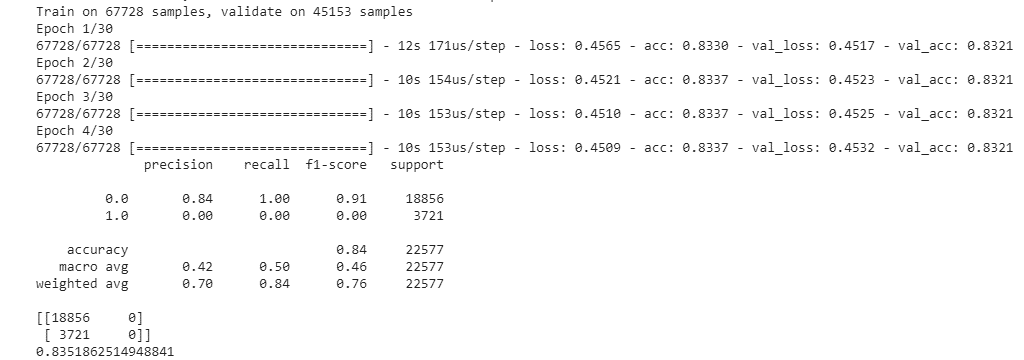 Train on 67728 samples, validate on 45153 samples
Epoch 1/30
67728/67728 [==============================] - 12s 171us/step - loss: 0.4565 - acc: 0.8330 - val_loss: 0.4517 - val_acc: 0.8321
Epoch 2/30
67728/67728 [==============================] - 10s 154us/step - loss: 0.4521 - acc: 0.8337 - val_loss: 0.4523 - val_acc: 0.8321
Epoch 3/30
67728/67728 [==============================] - 10s 153us/step - loss: 0.4510 - acc: 0.8337 - val_loss: 0.4525 - val_acc: 0.8321
Epoch 4/30
67728/67728 [==============================] - 10s 153us/step - loss: 0.4509 - acc: 0.8337 - val_loss: 0.4532 - val_acc: 0.8321
precision recall f1-score support
0.0 0.84 1.00 0.91 18856
1.0 0.00 0.00 0.00 3721
accuracy 0.84 22577
macro avg 0.42 0.50 0.46 22577
weighted avg 0.70 0.84 0.76 22577
[[18856 0]
[ 3721 0]]
0.8351862514948841